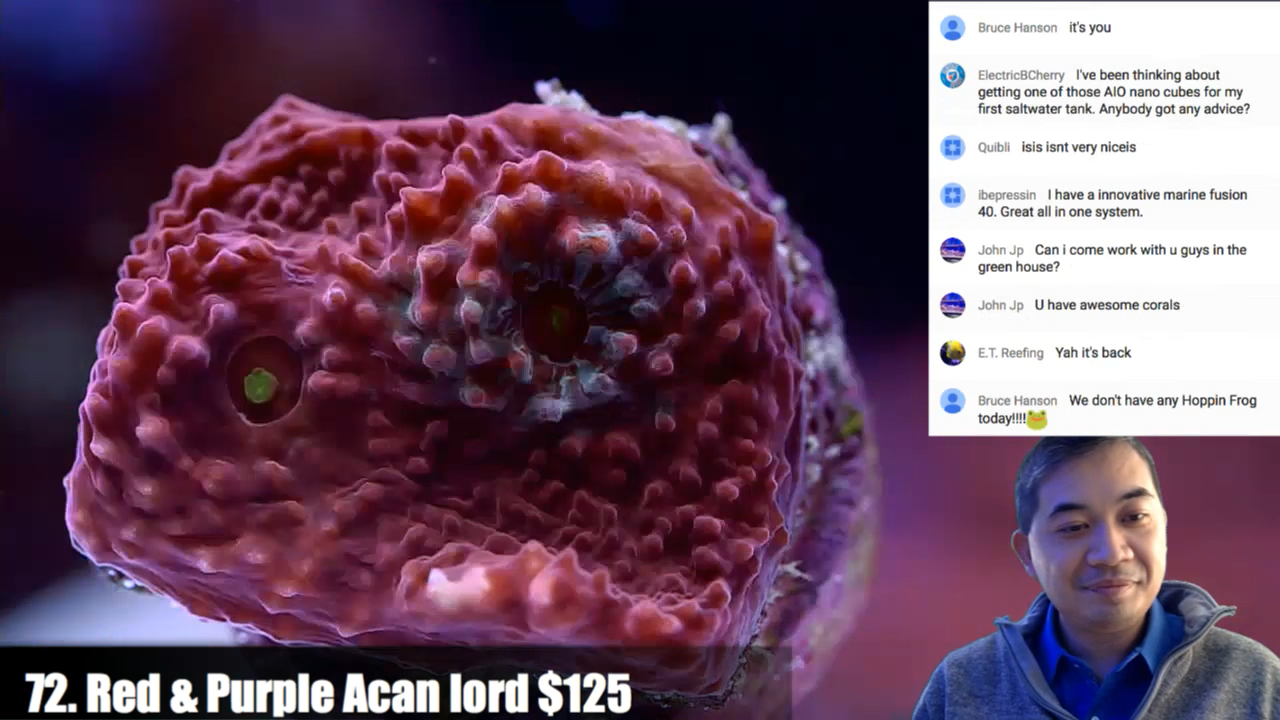 Bruce Hanson it's you
ElectricBCherry I've been thinking about
getting one of those AIO nano cubes for my
first saltwater tank. Anybody got any advice?
Quibli isis isnt very niceis
ibepressin I have a innovative marine fusion
40. Great all in one system.
John Jp Can i come work with u guys in the
green house?
John Jp U have awesome corals
E.T. Reefing Yah it's back
Bruce Hanson We don't have any Hoppin Frog
today!!!!🐸
72. Red & Purple Acan lord $125